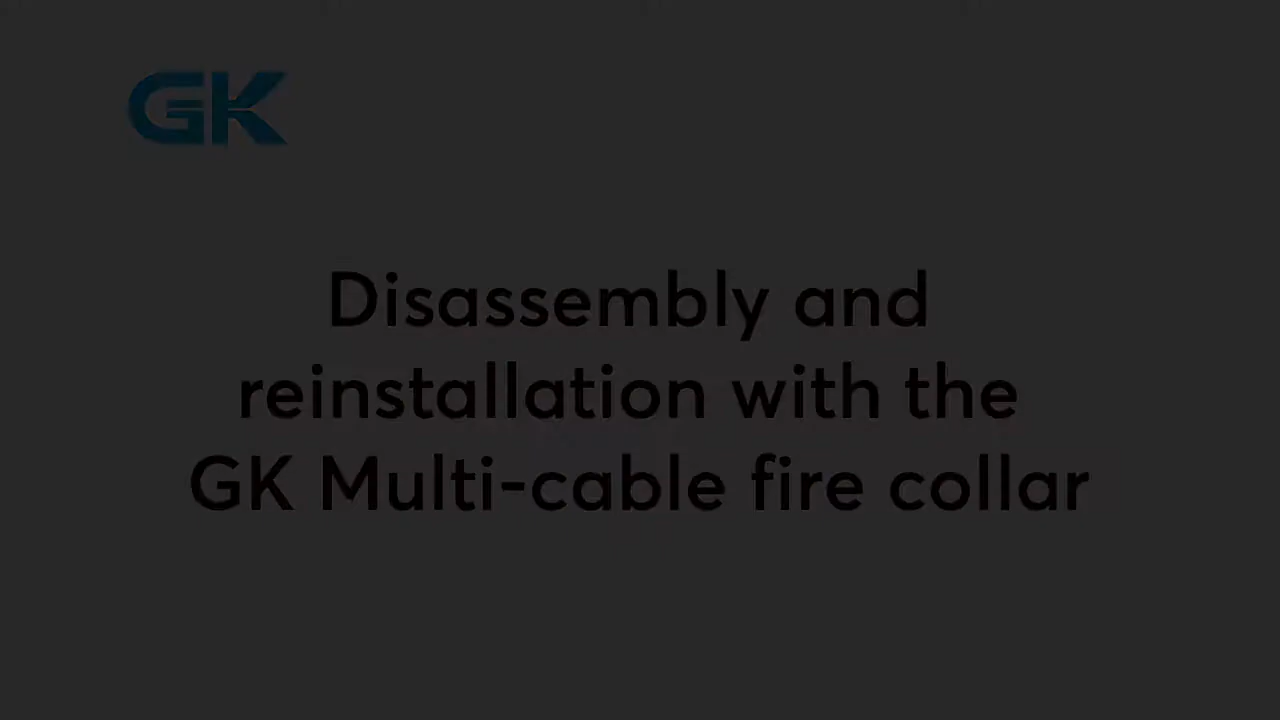 GK
Disassembly and
reinstallation with the
GK Multi-cable fire collar